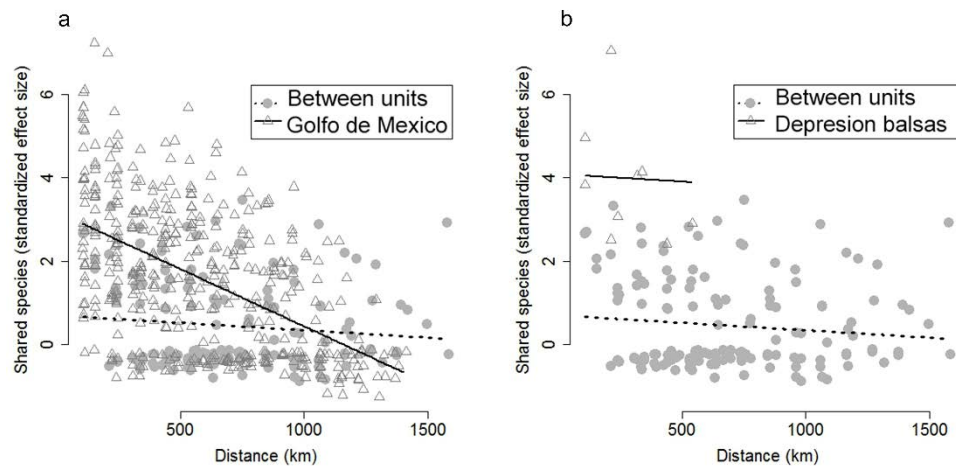 a
Shared species (standardized effect size)
6
4
2
0
Between units
Golfo de Mexico
500
1000
1500
Distance (km)
b
Shared species (standardized effect size)
6
4
2
0
Between units
Depresion balsas
500
1000
1500
Distance (km)